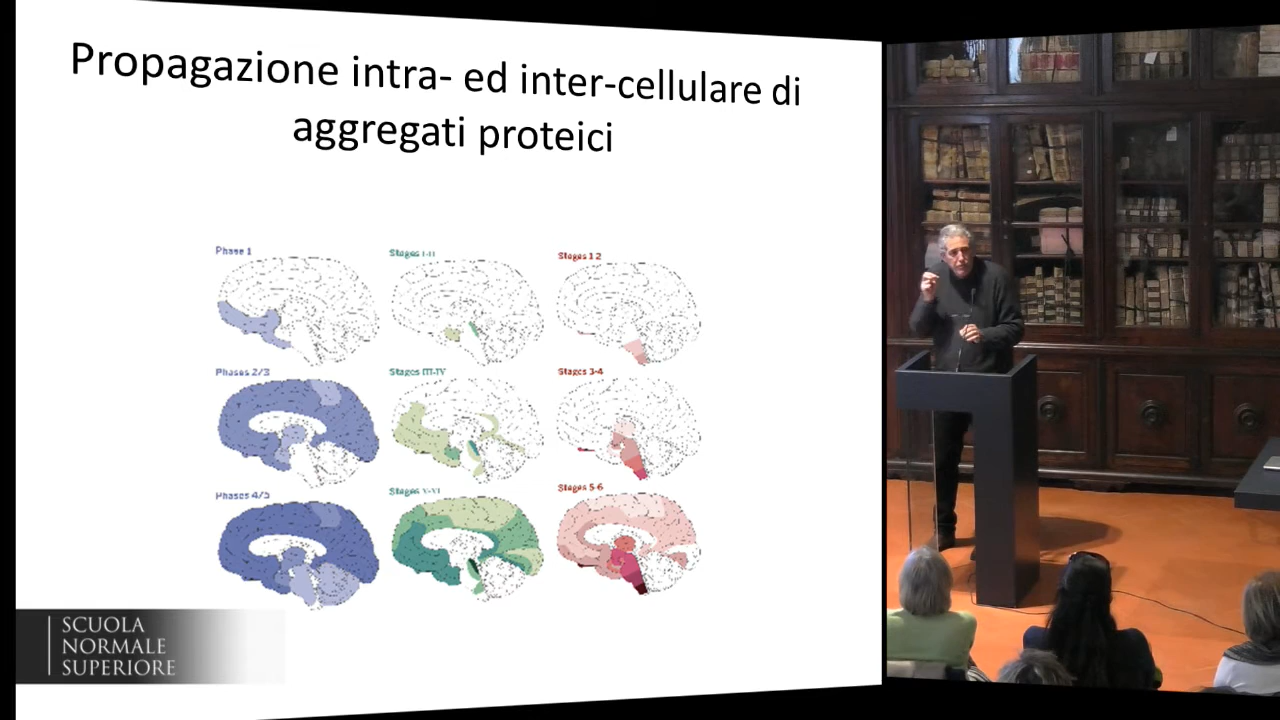 Propagazione intra- ed inter-cellulare di
aggregati proteici
Phase 1
Stages I-II
Stages 1 2
Phases 2/3
Stages III-IV
Stages 3-4
Phases 4/5
Stages V-VI
Stages 5-6
SCUOLA
NORMALE
SUPERIORE